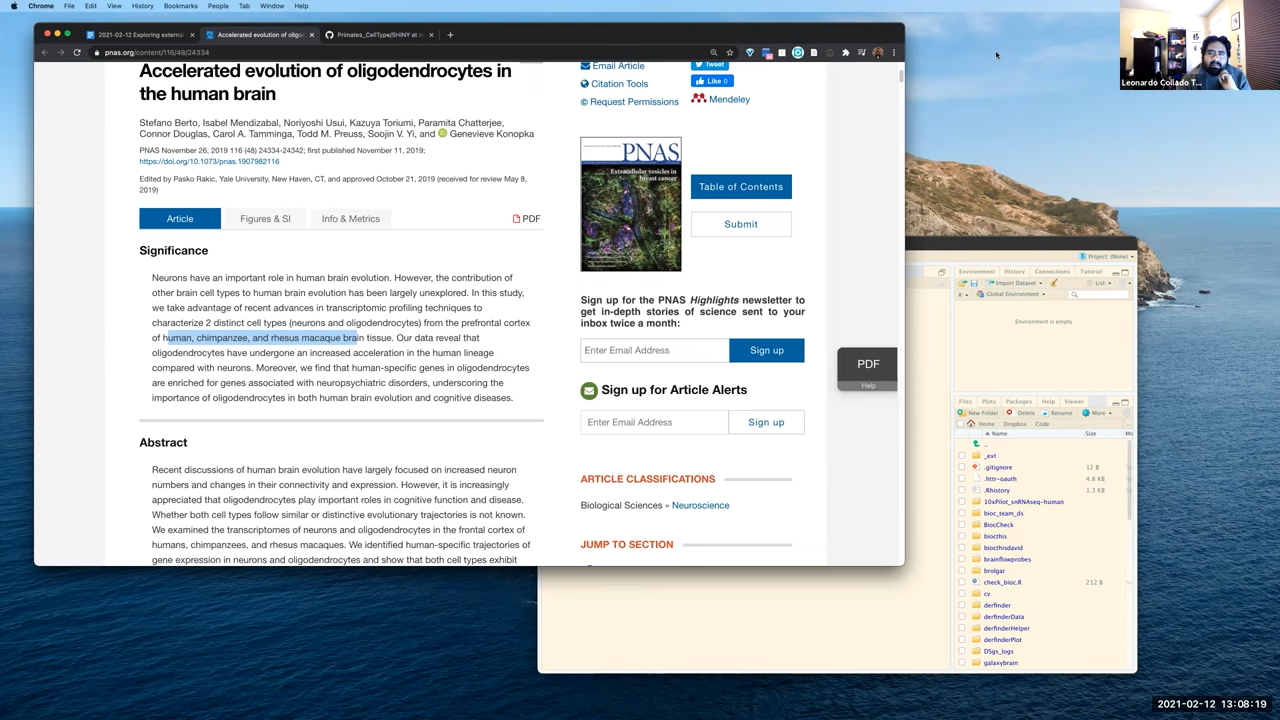 Chrome File Edit View History Bookmarks People Tab Window Help
2021-02-12 Exploring external
Accelerated evolution of oligod
Primates_CellType/SHINY at m
pnas.org/content/116/48/24334
Accelerated evolution of oligodendrocytes in
the human brain
Stefano Berto, Isabel Mendizabal, Noriyoshi Usui, Kazuya Toriumi, Paramita Chatterjee,
Connor Douglas, Carol A. Tamminga, Todd M. Preuss, Soojin V. Yi, and Genevieve Konopka
PNAS November 26, 2019 116 (48) 24334-24342; first published November 11, 2019;
https://doi.org/10.1073/pnas.1907982116
Edited by Pasko Rakic, Yale University, New Haven, CT, and approved October 21, 2019 (received for review May 8,
2019)
Article
Figures & SI
Info & Metrics
PDF
Significance
Neurons have an important role in human brain evolution. However, the contribution of
other brain cell types to human brain evolution has been largely unexplored. In this study,
we take advantage of recent advances in transcriptomic profiling techniques to
characterize 2 distinct cell types (neurons and oligodendrocytes) from the prefrontal cortex
of human, chimpanzee, and rhesus macaque brain tissue. Our data reveal that
oligodendrocytes have undergone an increased acceleration in the human lineage
compared with neurons. Moreover, we find that human-specific genes in oligodendrocytes
are enriched for genes associated with neuropsychiatric disorders, underscoring the
importance of oligodendrocytes in human brain evolution and cognitive diseases.
Abstract
Recent discussions of human brain evolution have largely focused on increased neuron
numbers and changes in their connectivity and expression. However, it is increasingly
appreciated that oligodendrocytes play important roles in cognitive function and disease.
Whether both cell types follow similar or distinctive evolutionary trajectories is not known.
We examined the transcriptomes of neurons and oligodendrocytes in the frontal cortex of
humans, chimpanzees, and rhesus macaques. We identified human-specific trajectories of
gene expression in neurons and oligodendrocytes and show that both cell types exhibit
Email Article
Citation Tools
© Request Permissions
Tweet
Like 0
Mendeley
PNAS
Extracellular vesicles in
breast cancer
Table of Contents
Submit
Sign up for the PNAS Highlights newsletter to
get in-depth stories of science sent to your
inbox twice a month:
Enter Email Address
Sign up
Sign up for Article Alerts
Enter Email Address
Sign up
ARTICLE CLASSIFICATIONS
Biological Sciences » Neuroscience
JUMP TO SECTION
PDF
Help
Project: (None)
Environment History Connections Tutorial
Import Dataset
List
R
Global Environment
Environment is empty
Files Plots Packages Help Viewer
New Folder Delete Rename More
Home Dropbox Code
Name Size Mo
..
_ext
.gitignore 12 B
.httr-oauth 4.8 KB
.Rhistory 1.3 KB
10xPilot_snRNAseq-human
bioc_team_ds
BiocCheck
biocthis
biocthisdavid
brainflowprobes
brolgar
check_bioc.R 212 B
cv
derfinder
derfinderData
derfinderHelper
derfinderPlot
DSgs_logs
galaxybrain
Leonardo Collado T...
2021-02-12 13:08:19